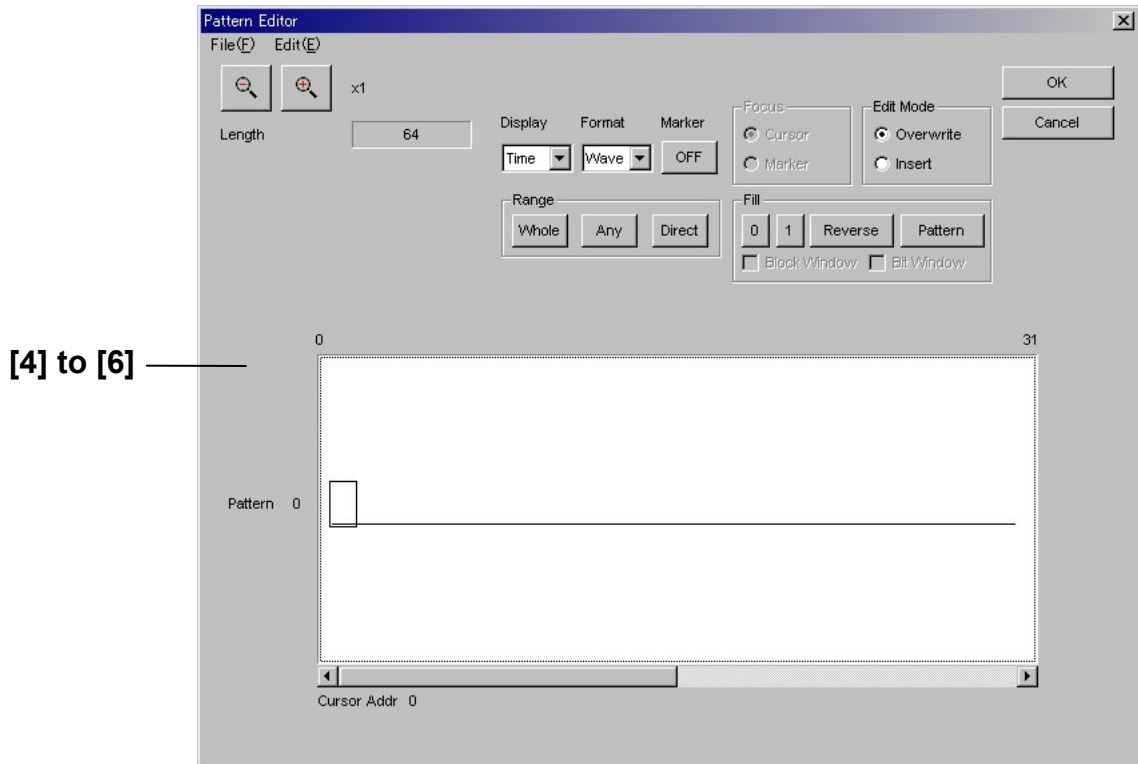 Pattern Editor
File(F) Edit(E)
x1
OK
Cancel
Length 64
Display Format Marker
Time Wave OFF
Focus
Cursor
Marker
Edit Mode
Overwrite
Insert
Range
Whole Any Direct
Fill
0 1 Reverse Pattern
Block Window Bit Window
0 31
[4] to [6]
Pattern 0
Cursor Addr 0